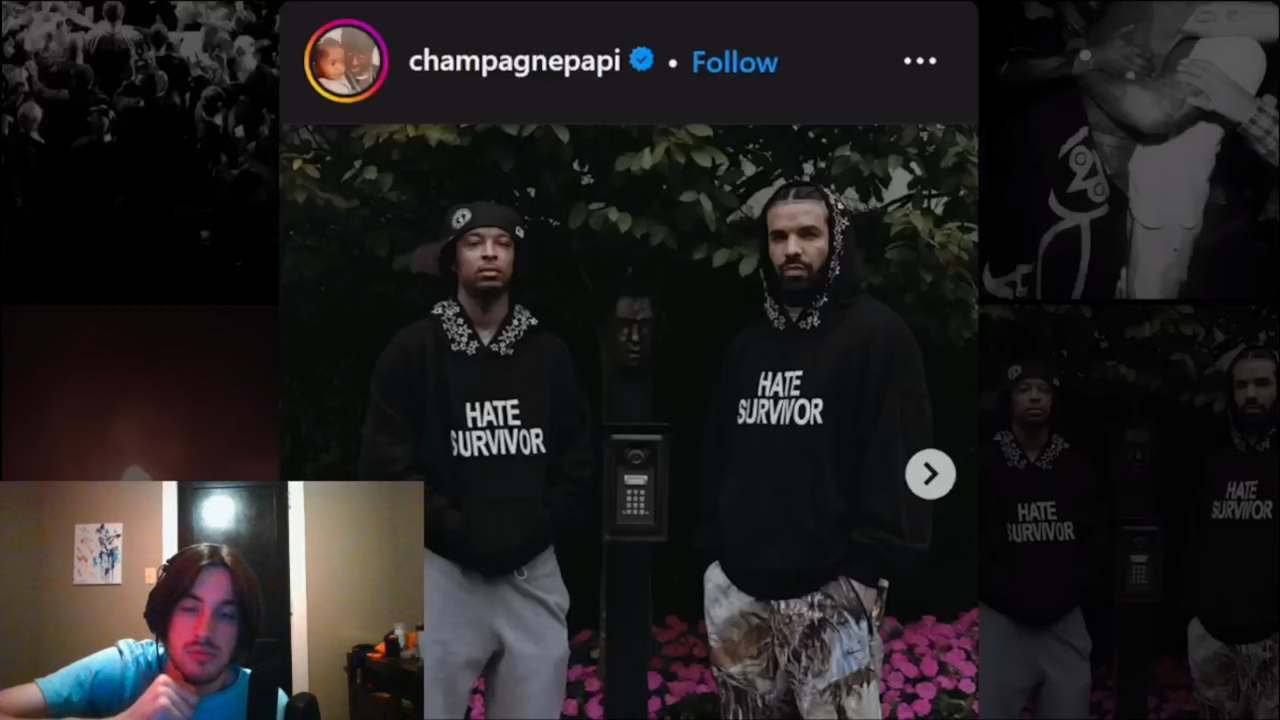 champagnepapi • Follow
HATE
SURVIVOR
HATE
SURVIVOR
HATE
SURVIVOR
HATE
SURVIVOR